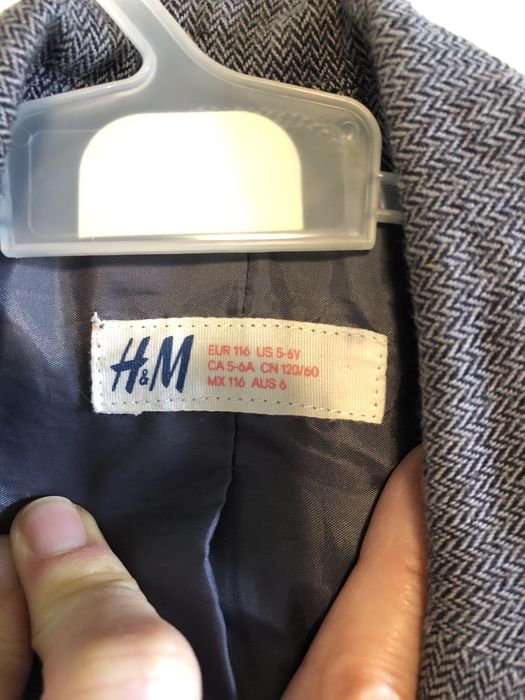 H&M
EUR 116 US 5-6Y
CA 5-6A CN 120/60
MX 116 AUS 6